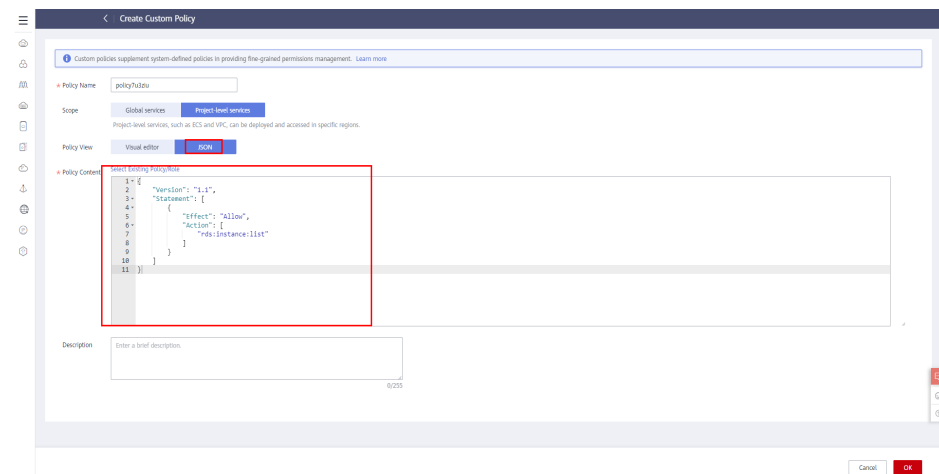 Create Custom Policy
Custom policies supplement system-defined policies in providing fine-grained permissions management. Learn more
* Policy Name policy7u3ziu
Scope Global services Project-level services
Project-level services, such as ECS and VPC, can be deployed and accessed in specific regions.
Policy View Visual editor JSON
* Policy Content Select Existing Policy/Role
1 {
2 "Version": "1.1",
3 "Statement": [
4 {
5 "Effect": "Allow",
6 "Action": [
7 "rds:instance:list"
8 ]
9 }
10 ]
11 }
Description Enter a brief description.
0/255
Cancel OK